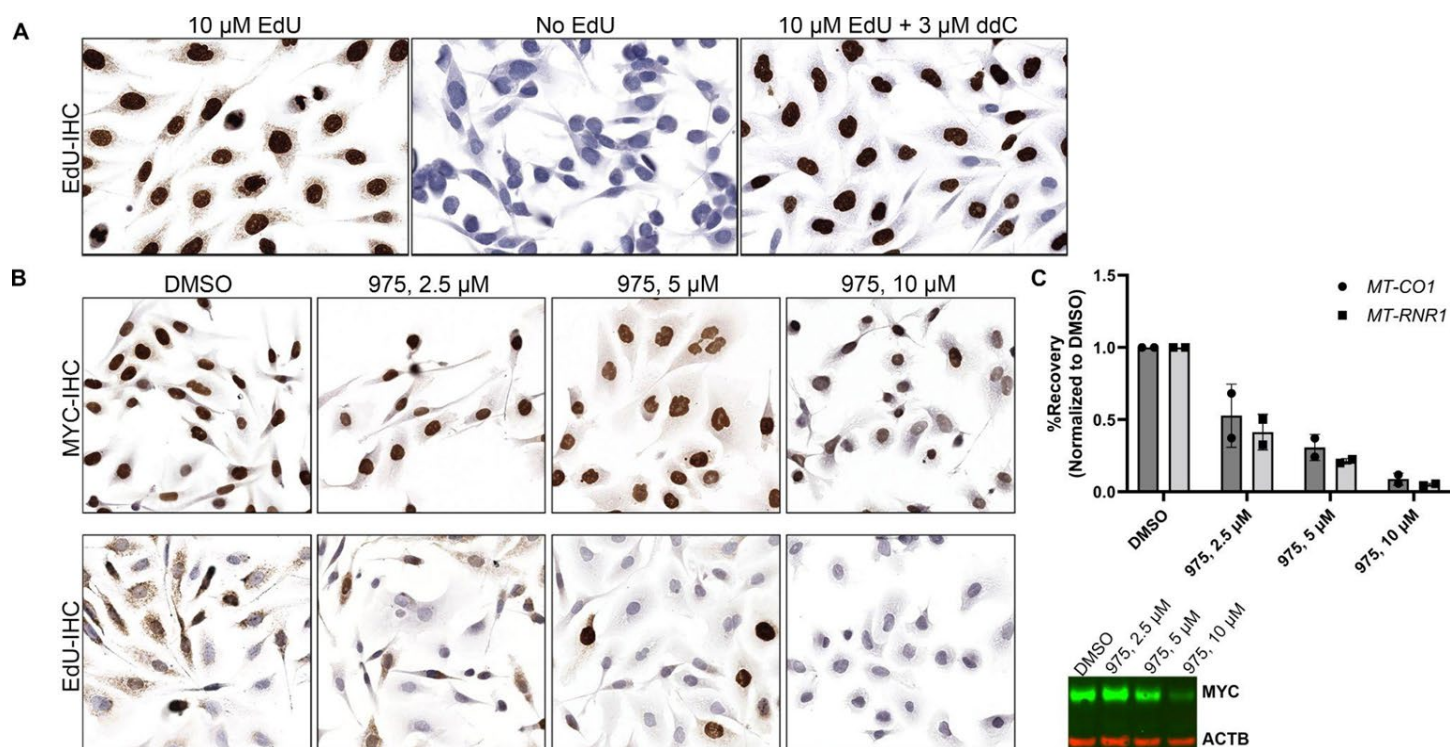 A
10 µM EdU
No EdU
10 µM EdU + 3 µM ddC
EdU-IHC
B
DMSO
975, 2.5 µM
975, 5 µM
975, 10 µM
MYC-IHC
EdU-IHC
C
%Recovery
(Normalized to DMSO)
1.5
1.0
0.5
0.0
MT-CO1
MT-RNR1
DMSO
975, 2.5 µM
975, 5 µM
975, 10 µM
DMSO
975, 2.5 µM
975, 5 µM
975, 10 µM
MYC
ACTB